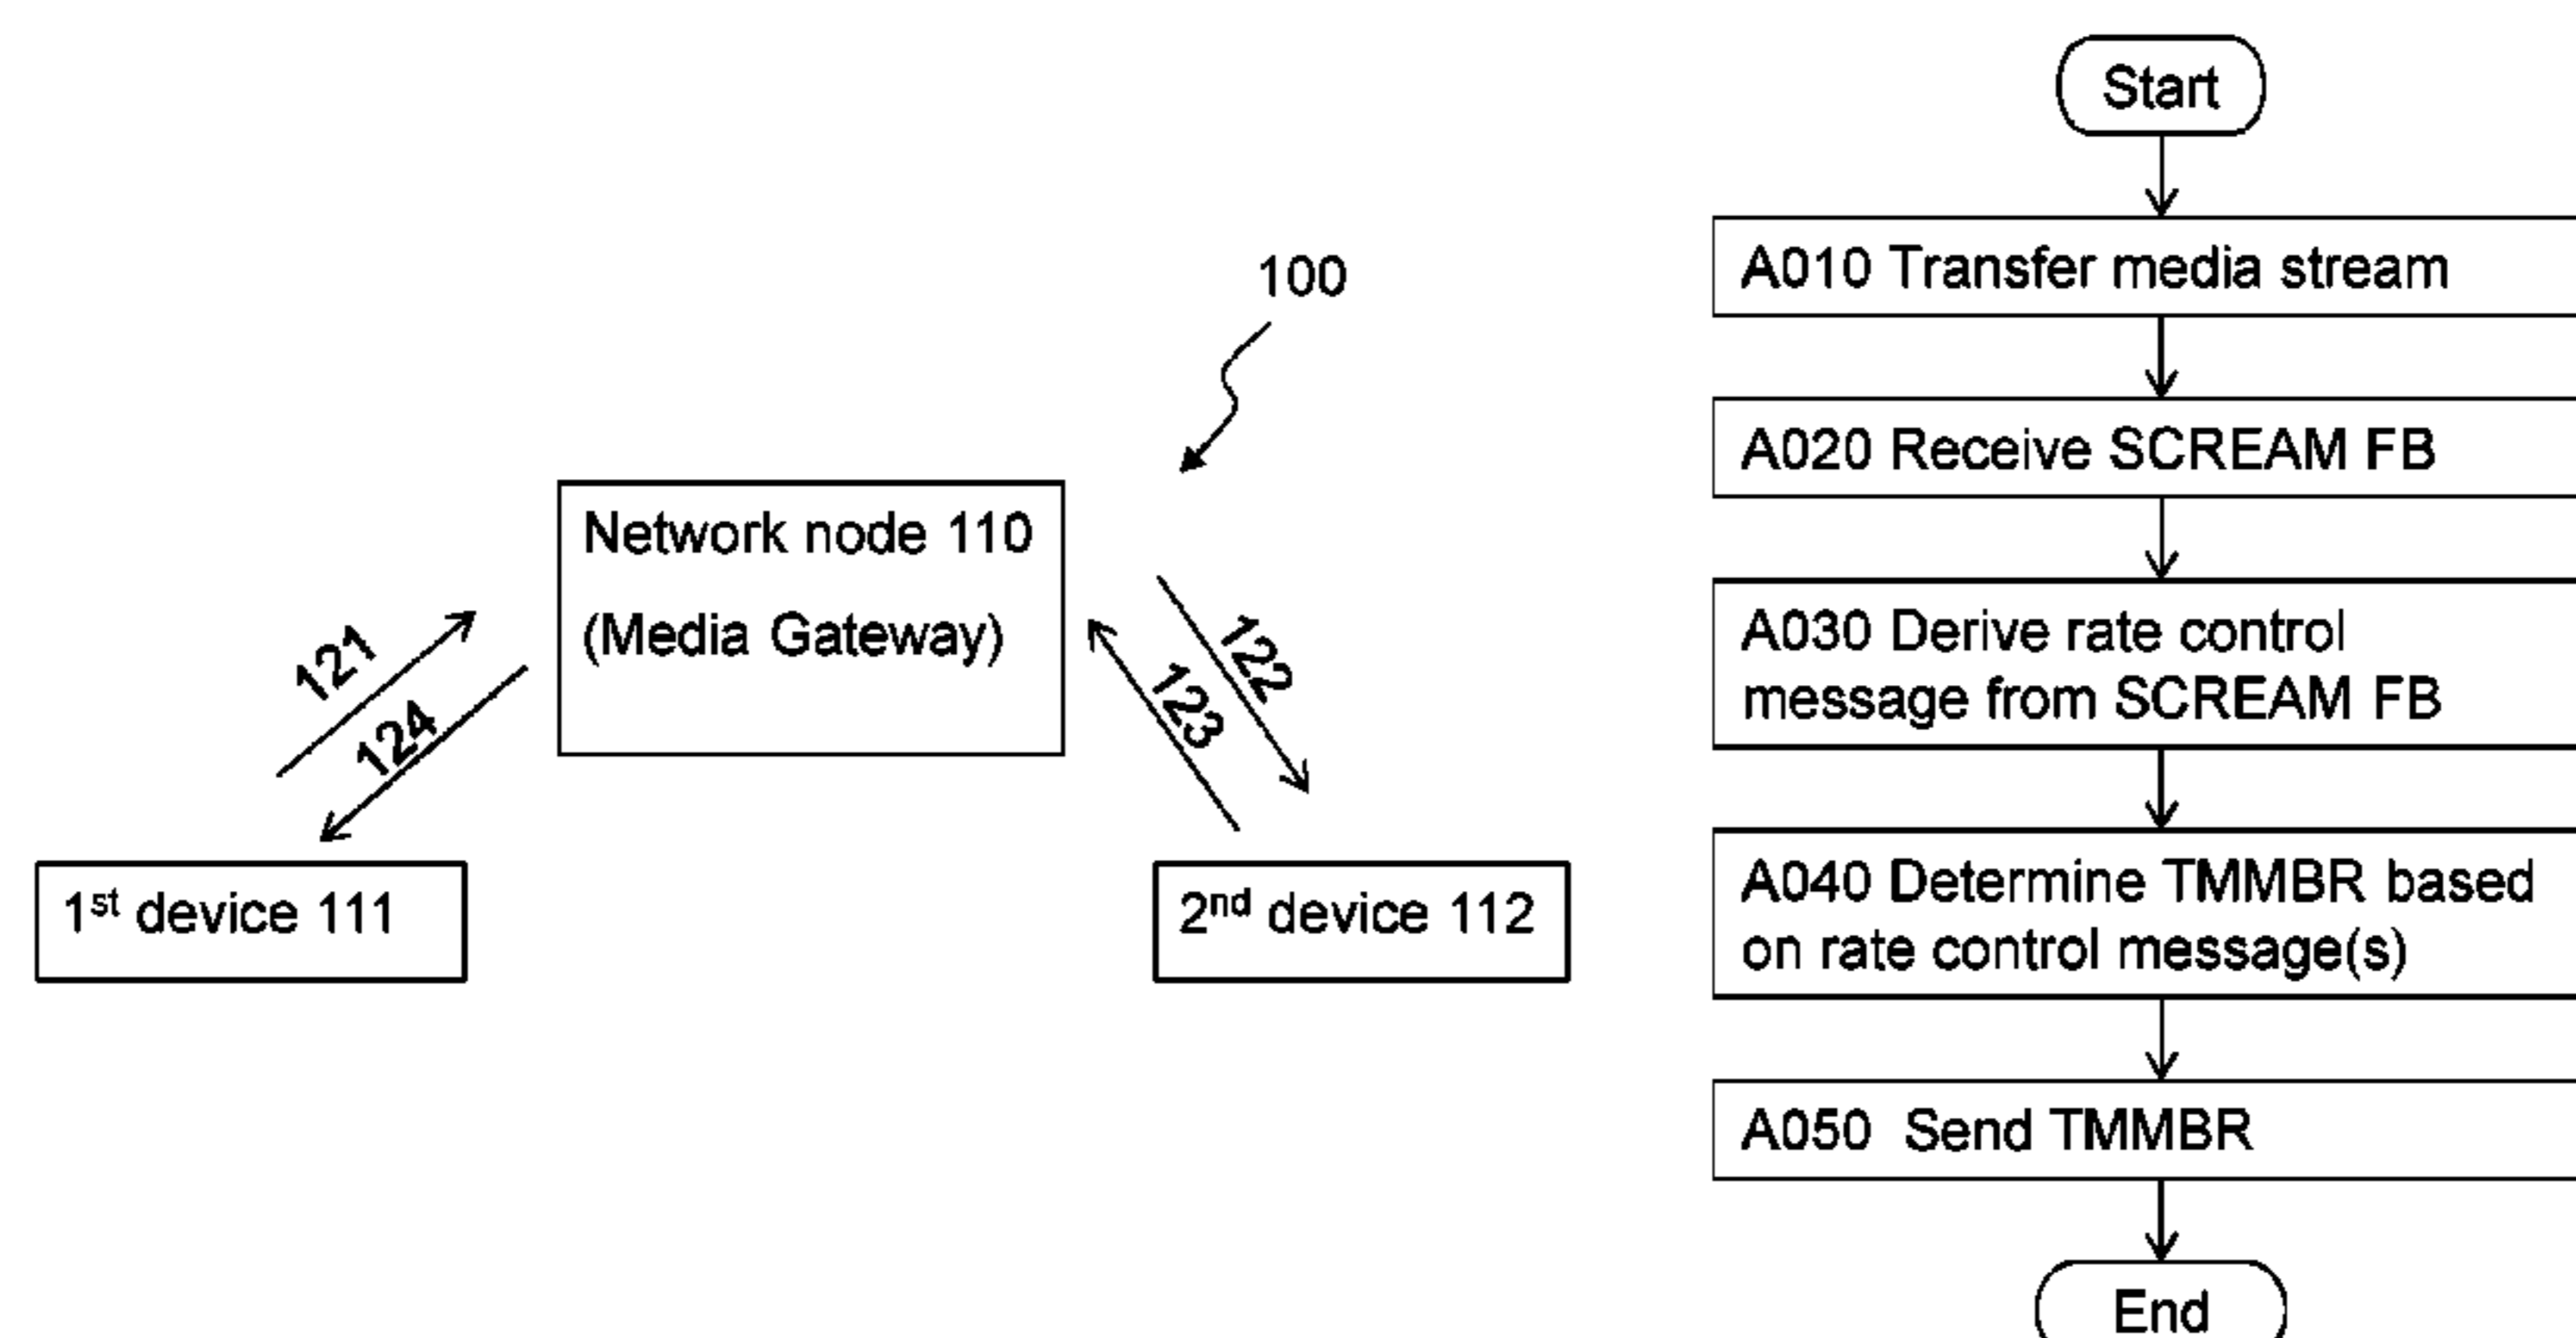 100
Network node 110
(Media Gateway)
121
124
122
123
1st device 111
2nd device 112
Start
A010 Transfer media stream
A020 Receive SCREAM FB
A030 Derive rate control
message from SCREAM FB
A040 Determine TMMBR based
on rate control message(s)
A050 Send TMMBR
End